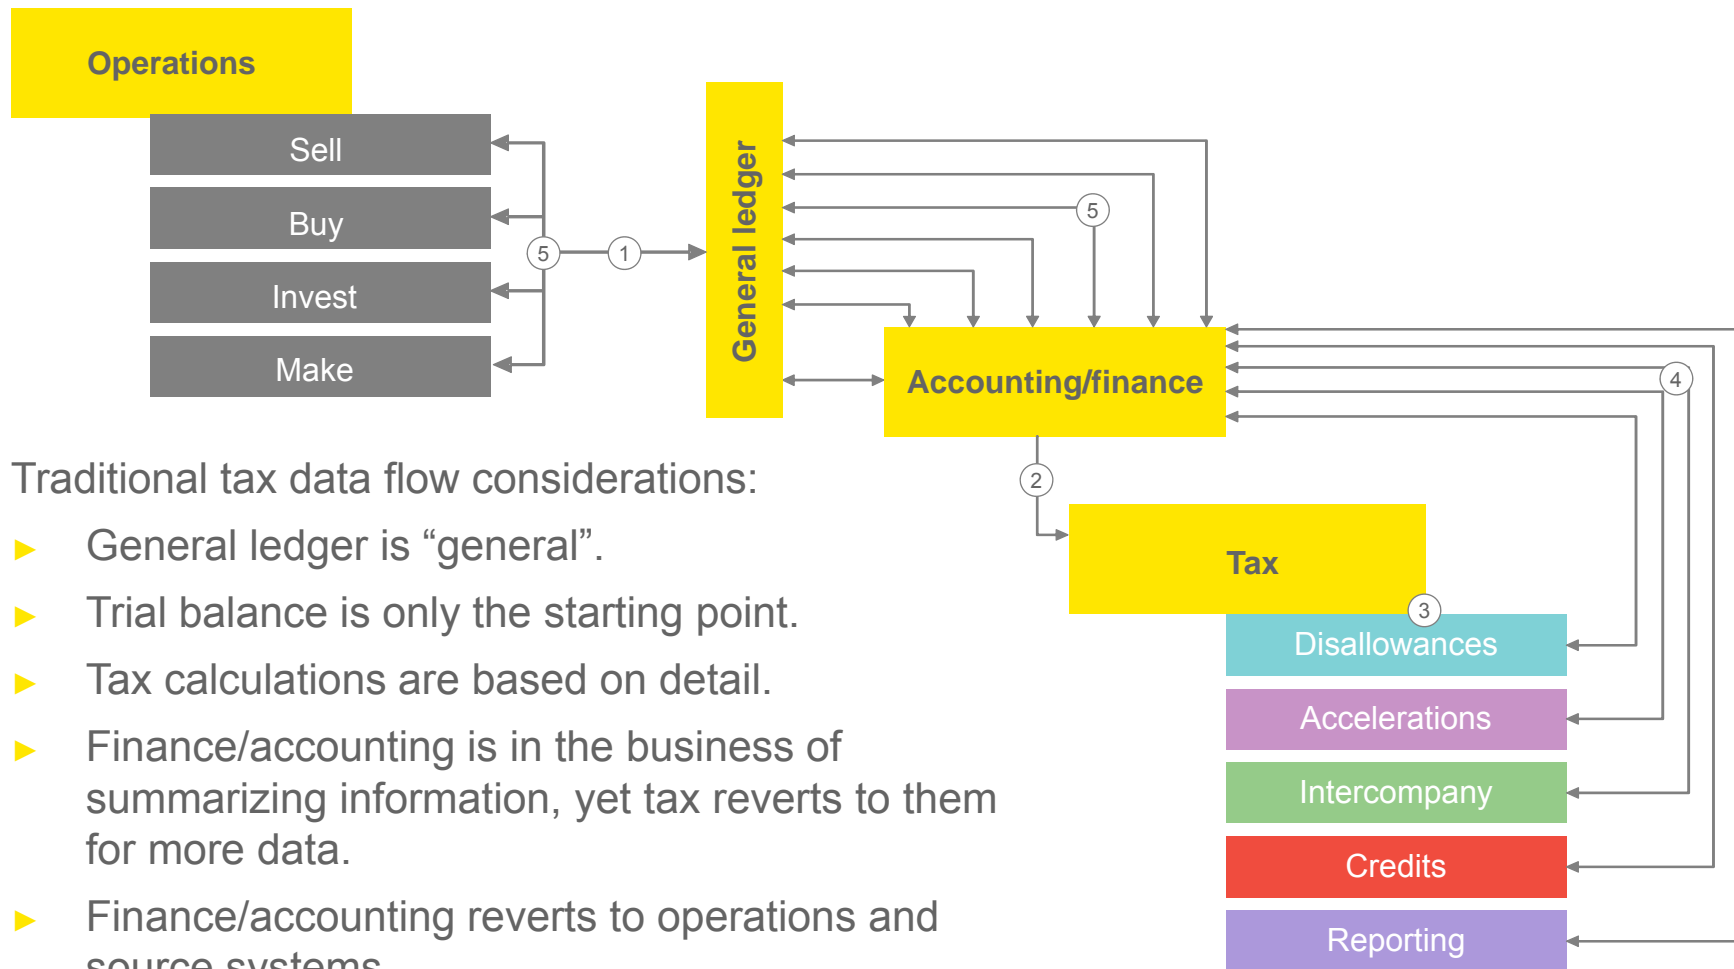 Operations
Sell
Buy
Invest
Make
5
1
General ledger
5
Accounting/finance
4
2
Tax
3
Disallowances
Accelerations
Intercompany
Credits
Reporting
Traditional tax data flow considerations:
► General ledger is “general”.
► Trial balance is only the starting point.
► Tax calculations are based on detail.
► Finance/accounting is in the business of
summarizing information, yet tax reverts to them
for more data.
► Finance/accounting reverts to operations and
source systems